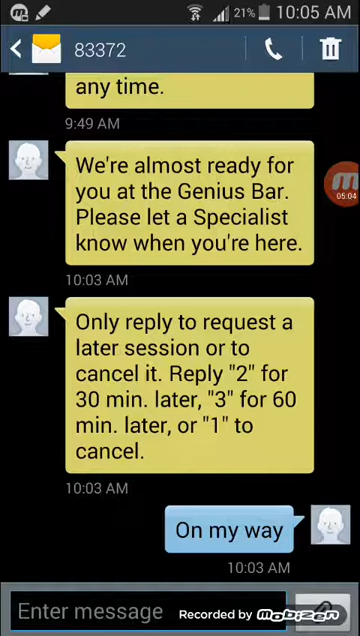 21% 10:05 AM
83372
any time.
9:49 AM
We're almost ready for
you at the Genius Bar.
Please let a Specialist
know when you're here.
05:04
10:03 AM
Only reply to request a
later session or to
cancel it. Reply "2" for
30 min. later, "3" for 60
min. later, or "1" to
cancel.
10:03 AM
On my way
10:03 AM
Enter message
Recorded by mobizen